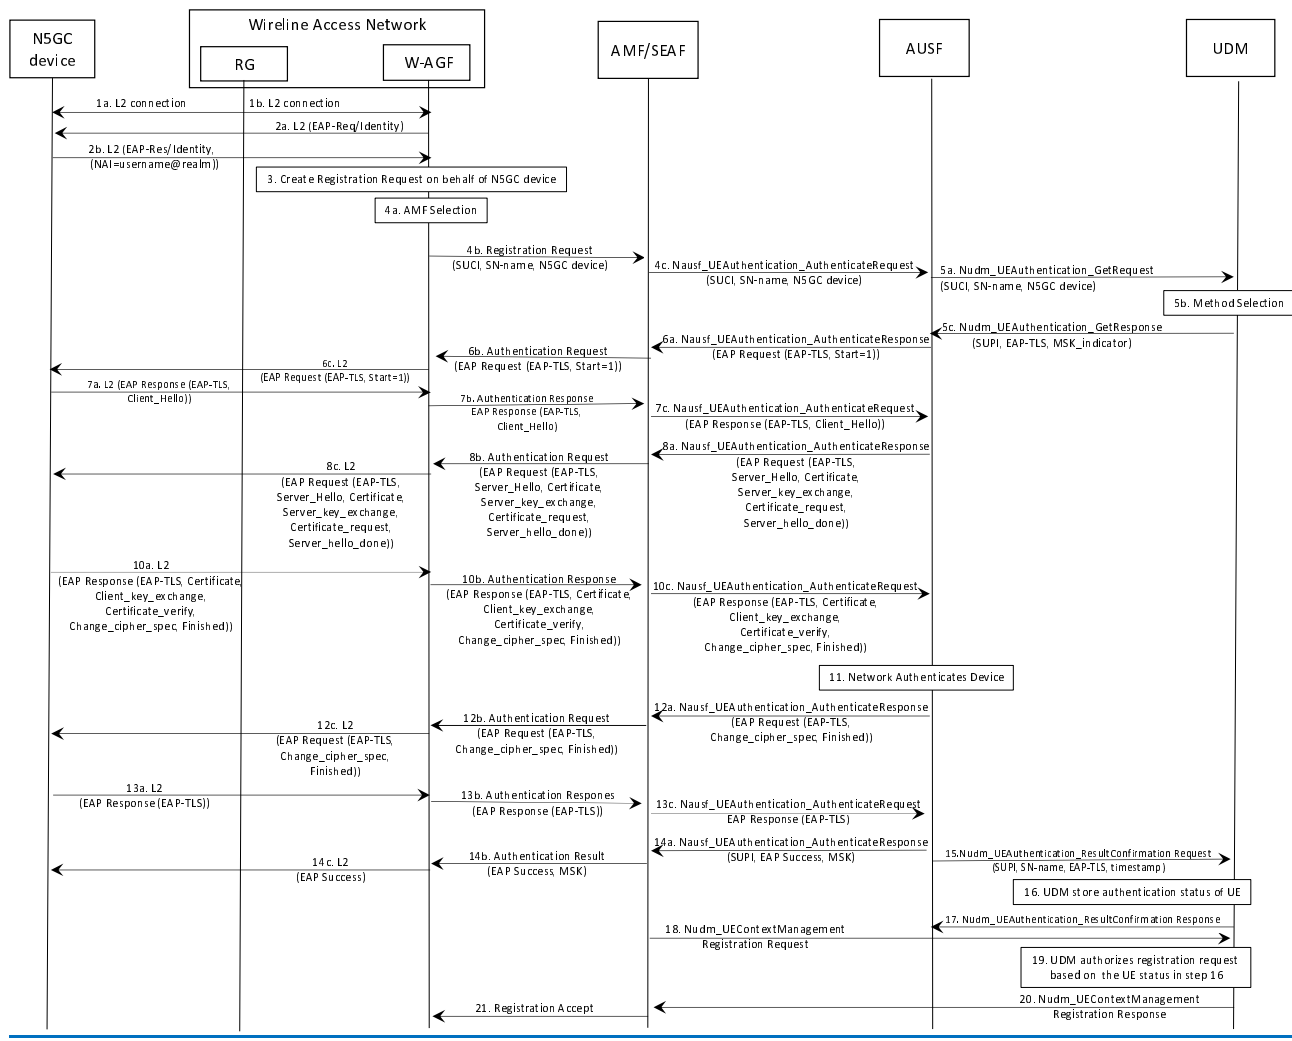 Wireline Access Network
N5GC
device
RG
W-AGF
AMF/SEAF
AUSF
UDM
1a. L2 connection
1b. L2 connection
2a. L2 (EAP-Req/Identity)
2b. L2 (EAP-Res/Identity,
(NAI=username@realm))
3. Create Registration Request on behalf of N5GC device
4a. AMF Selection
4b. Registration Request
(SUCI, SN-name, N5GC device)
4c. Nausf_UEAuthentication_AuthenticateRequest
(SUCI, SN-name, N5GC device)
5a. Nudm_UEAuthentication_GetRequest
(SUCI, SN-name, N5GC device)
5b. Method Selection
5c. Nudm_UEAuthentication_GetResponse
(SUPI, EAP-TLS, MSK_indicator)
6a. Nausf_UEAuthentication_AuthenticateResponse
(EAP Request (EAP-TLS, Start=1))
6b. Authentication Request
(EAP Request (EAP-TLS, Start=1))
6c. L2
(EAP Request (EAP-TLS, Start=1))
7a. L2 (EAP Response (EAP-TLS,
Client_Hello))
7b. Authentication Response
EAP Response (EAP-TLS,
Client_Hello)
7c. Nausf_UEAuthentication_AuthenticateRequest
(EAP Response (EAP-TLS, Client_Hello))
8a. Nausf_UEAuthentication_AuthenticateResponse
(EAP Request (EAP-TLS,
Server_Hello, Certificate,
Server_key_exchange,
Certificate_request,
Server_hello_done))
8b. Authentication Request
(EAP Request (EAP-TLS,
Server_Hello, Certificate,
Server_key_exchange,
Certificate_request,
Server_hello_done))
8c. L2
(EAP Request (EAP-TLS,
Server_Hello, Certificate,
Server_key_exchange,
Certificate_request,
Server_hello_done))
10a. L2
(EAP Response (EAP-TLS, Certificate,
Client_key_exchange,
Certificate_verify,
Change_cipher_spec, Finished))
10b. Authentication Response
(EAP Response (EAP-TLS, Certificate,
Client_key_exchange,
Certificate_verify,
Change_cipher_spec, Finished))
10c. Nausf_UEAuthentication_AuthenticateRequest
(EAP Response (EAP-TLS, Certificate,
Client_key_exchange,
Certificate_verify,
Change_cipher_spec, Finished))
11. Network Authenticates Device
12a. Nausf_UEAuthentication_AuthenticateResponse
(EAP Request (EAP-TLS,
Change_cipher_spec, Finished))
12b. Authentication Request
(EAP Request (EAP-TLS,
Change_cipher_spec, Finished))
12c. L2
(EAP Request (EAP-TLS,
Change_cipher_spec,
Finished))
13a. L2
(EAP Response (EAP-TLS))
13b. Authentication Respones
(EAP Response (EAP-TLS))
13c. Nausf_UEAuthentication_AuthenticateRequest
EAP Response (EAP-TLS)
14a. Nausf_UEAuthentication_AuthenticateResponse
(SUPI, EAP Success, MSK)
14b. Authentication Result
(EAP Success, MSK)
14c. L2
(EAP Success)
15.Nudm_UEAuthentication_ResultConfirmation Request
(SUPI, SN-name, EAP-TLS, timestamp)
16. UDM store authentication status of UE
17. Nudm_UEAuthentication_ResultConfirmation Response
18. Nudm_UEContextManagement
Registration Request
19. UDM authorizes registration request
based on the UE status in step 16
20. Nudm_UEContextManagement
Registration Response
21. Registration Accept